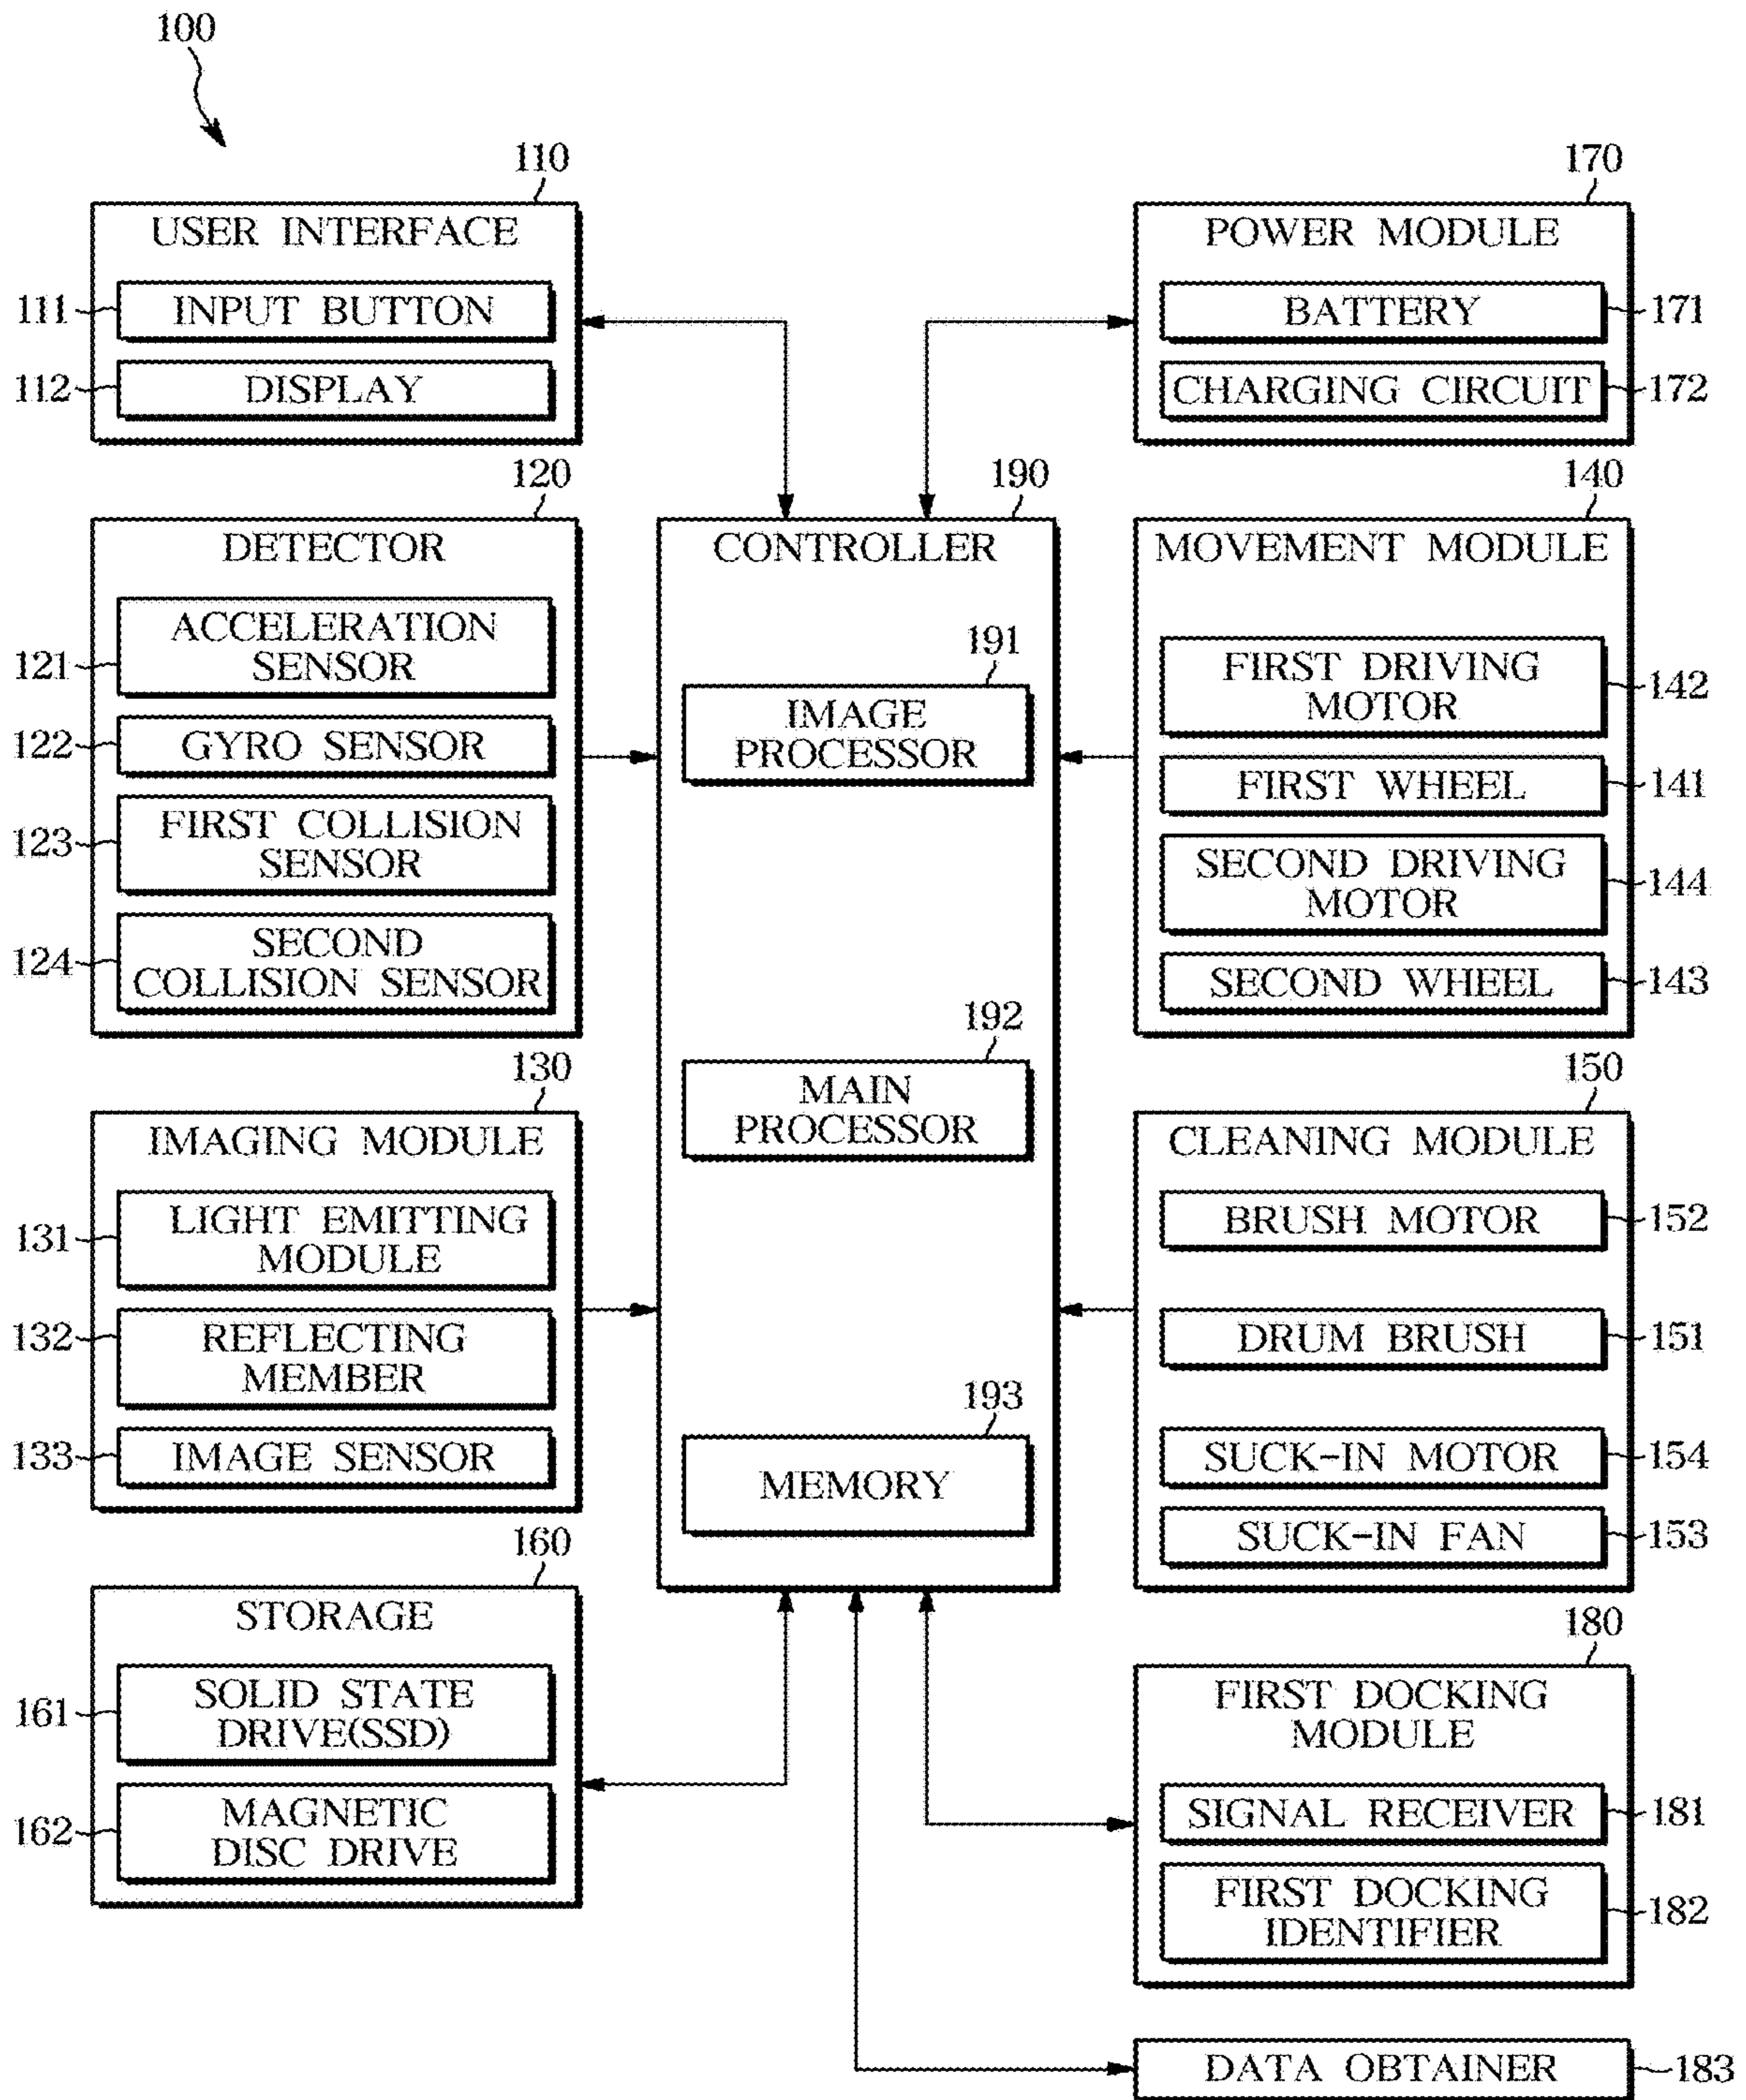 100
110
USER INTERFACE
111
INPUT BUTTON
112
DISPLAY
170
POWER MODULE
BATTERY
171
CHARGING CIRCUIT
172
120
DETECTOR
121
ACCELERATION
SENSOR
122
GYRO SENSOR
123
FIRST COLLISION
SENSOR
124
SECOND
COLLISION SENSOR
190
CONTROLLER
191
IMAGE
PROCESSOR
192
MAIN
PROCESSOR
193
MEMORY
140
MOVEMENT MODULE
FIRST DRIVING
MOTOR
142
FIRST WHEEL
141
SECOND DRIVING
MOTOR
144
SECOND WHEEL
143
130
IMAGING MODULE
131
LIGHT EMITTING
MODULE
132
REFLECTING
MEMBER
133
IMAGE SENSOR
150
CLEANING MODULE
BRUSH MOTOR
152
DRUM BRUSH
151
SUCK-IN MOTOR
154
SUCK-IN FAN
153
160
STORAGE
161
SOLID STATE
DRIVE(SSD)
162
MAGNETIC
DISC DRIVE
180
FIRST DOCKING
MODULE
SIGNAL RECEIVER
181
FIRST DOCKING
IDENTIFIER
182
DATA OBTAINER
183